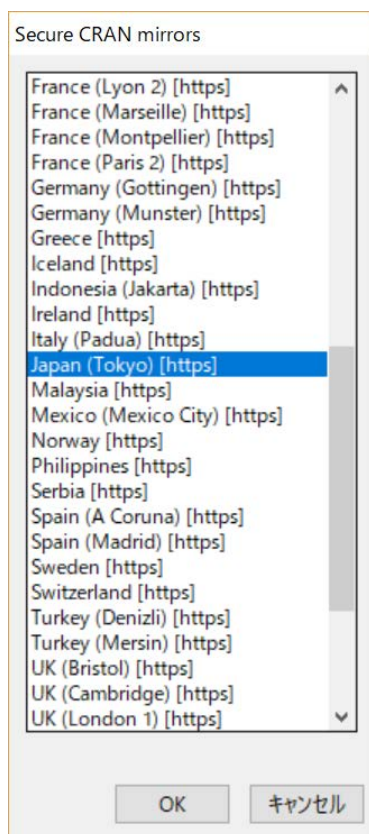 Secure CRAN mirrors
France (Lyon 2) [https]
France (Marseille) [https]
France (Montpellier) [https]
France (Paris 2) [https]
Germany (Gottingen) [https]
Germany (Munster) [https]
Greece [https]
Iceland [https]
Indonesia (Jakarta) [https]
Ireland [https]
Italy (Padua) [https]
Japan (Tokyo) [https]
Malaysia [https]
Mexico (Mexico City) [https]
Norway [https]
Philippines [https]
Serbia [https]
Spain (A Coruna) [https]
Spain (Madrid) [https]
Sweden [https]
Switzerland [https]
Turkey (Denizli) [https]
Turkey (Mersin) [https]
UK (Bristol) [https]
UK (Cambridge) [https]
UK (London 1) [https]
OK
キャンセル